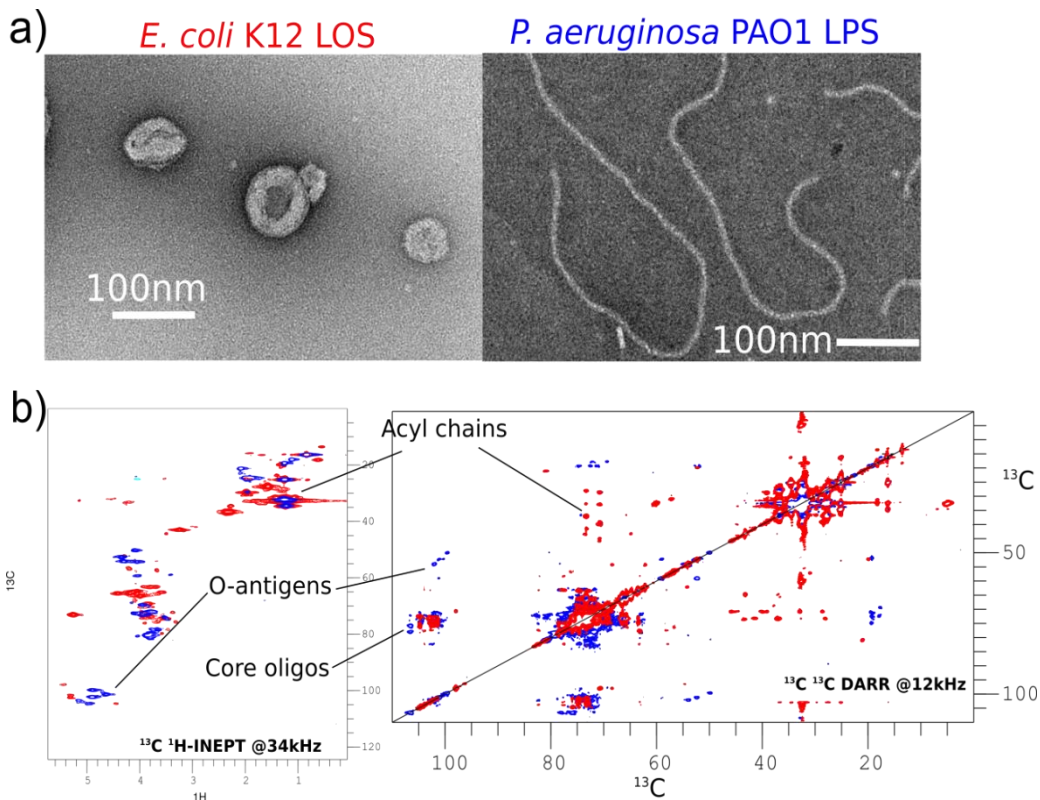 a)
E. coli K12 LOS
P. aeruginosa PAO1 LPS
100nm
100nm
b)
Acyl chains
O-antigens
Core oligos
13C
20
40
60
80
100
120
¹³C ¹H-INEPT @34kHz
5
4
3
2
1
1H
¹³C
50
100
¹³C ¹³C DARR @12kHz
100
80
60
40
20
¹³C